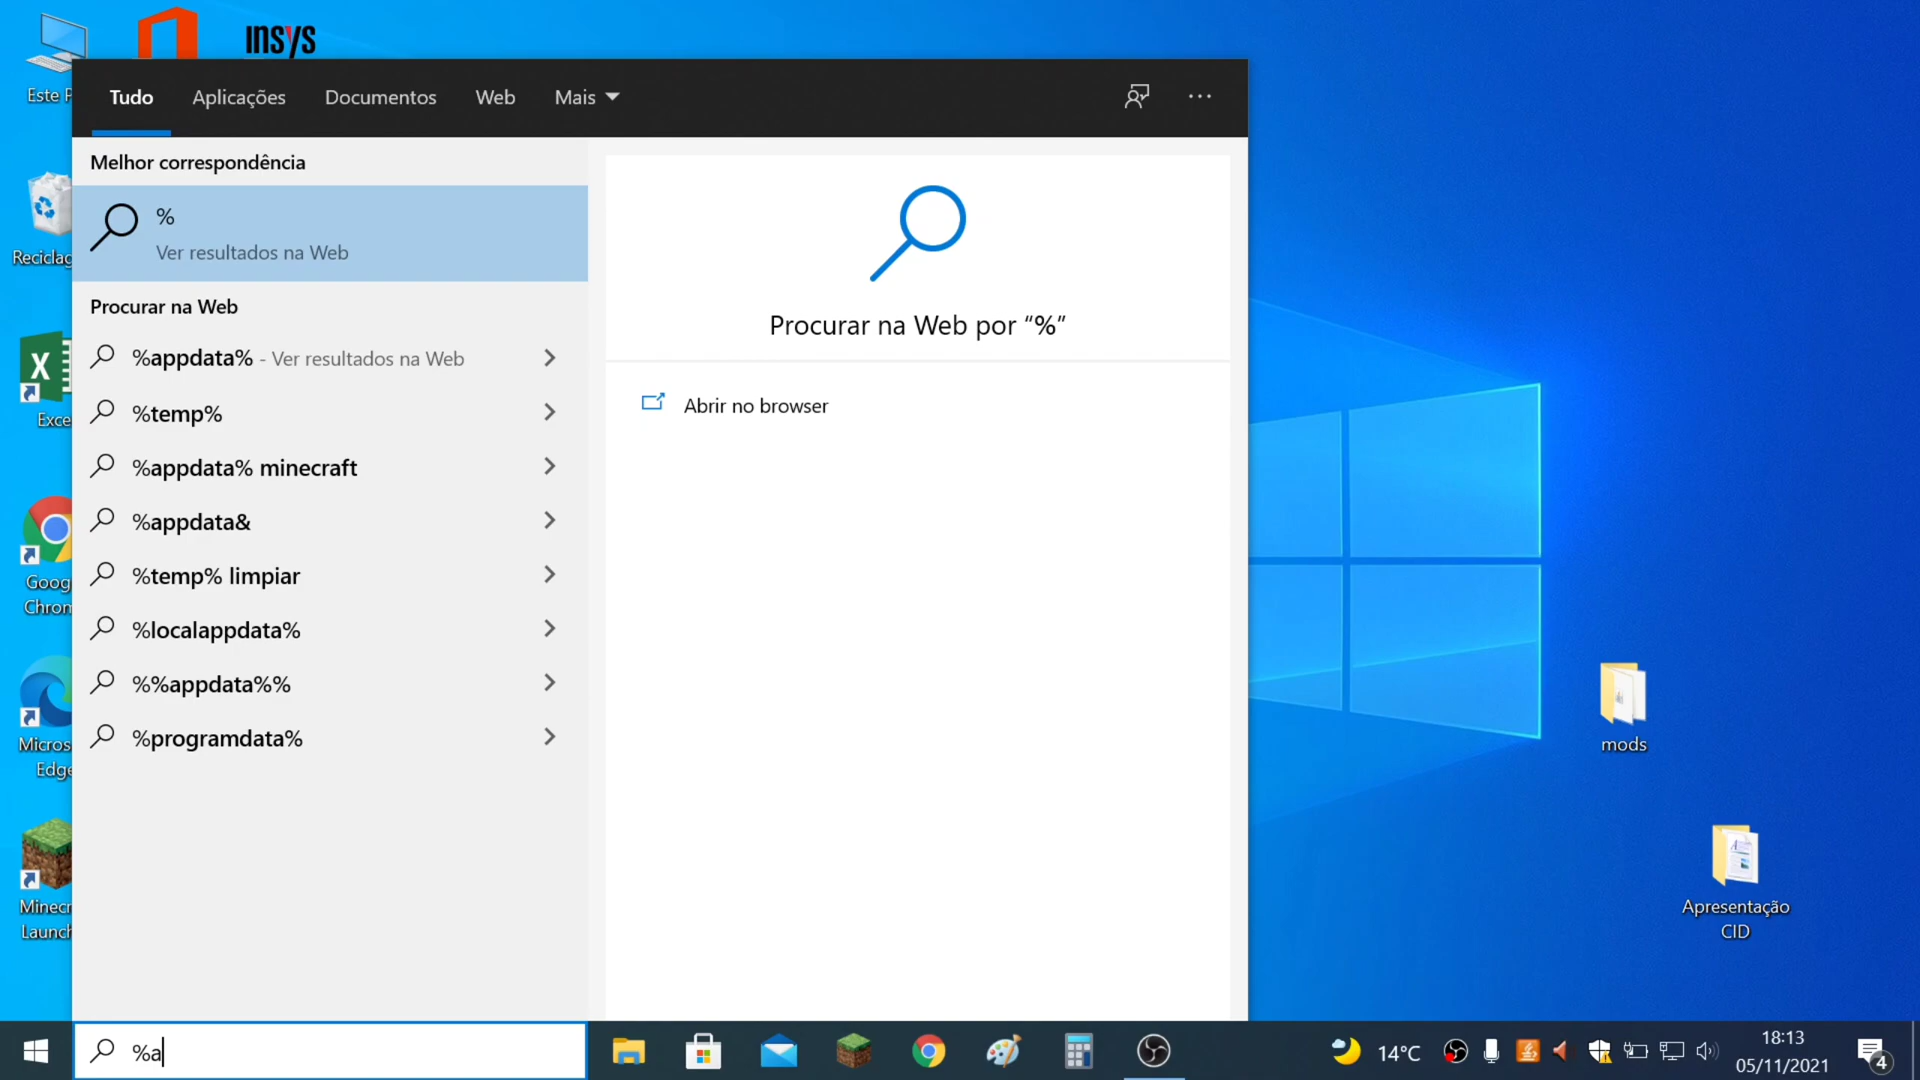 INSYS
Este P
Tudo
Aplicações
Documentos
Web
Mais
Melhor correspondência
%
Ver resultados na Web
Reciclag
Procurar na Web
%appdata% - Ver resultados na Web
%temp%
%appdata% minecraft
%appdata&
%temp% limpiar
%localappdata%
%%appdata%%
%programdata%
Procurar na Web por “%”
Abrir no browser
Exce
Goog
Chrom
Micros
Edge
Minecr
Launch
mods
Apresentação
CID
%a
14°C
18:13
05/11/2021
4